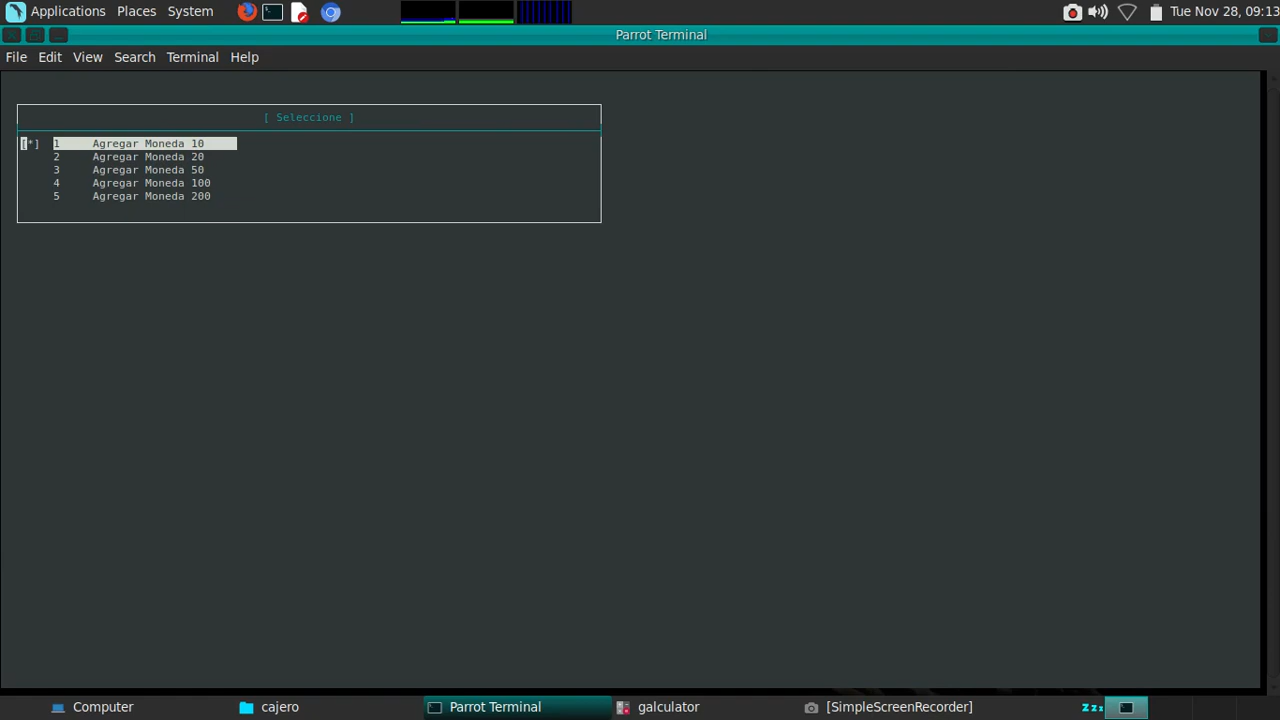 Applications Places System Tue Nov 28, 09:13
Parrot Terminal
File Edit View Search Terminal Help
[ Seleccione ]
[*] 1 Agregar Moneda 10
2 Agregar Moneda 20
3 Agregar Moneda 50
4 Agregar Moneda 100
5 Agregar Moneda 200
Computer cajero Parrot Terminal galculator [SimpleScreenRecorder] zzz